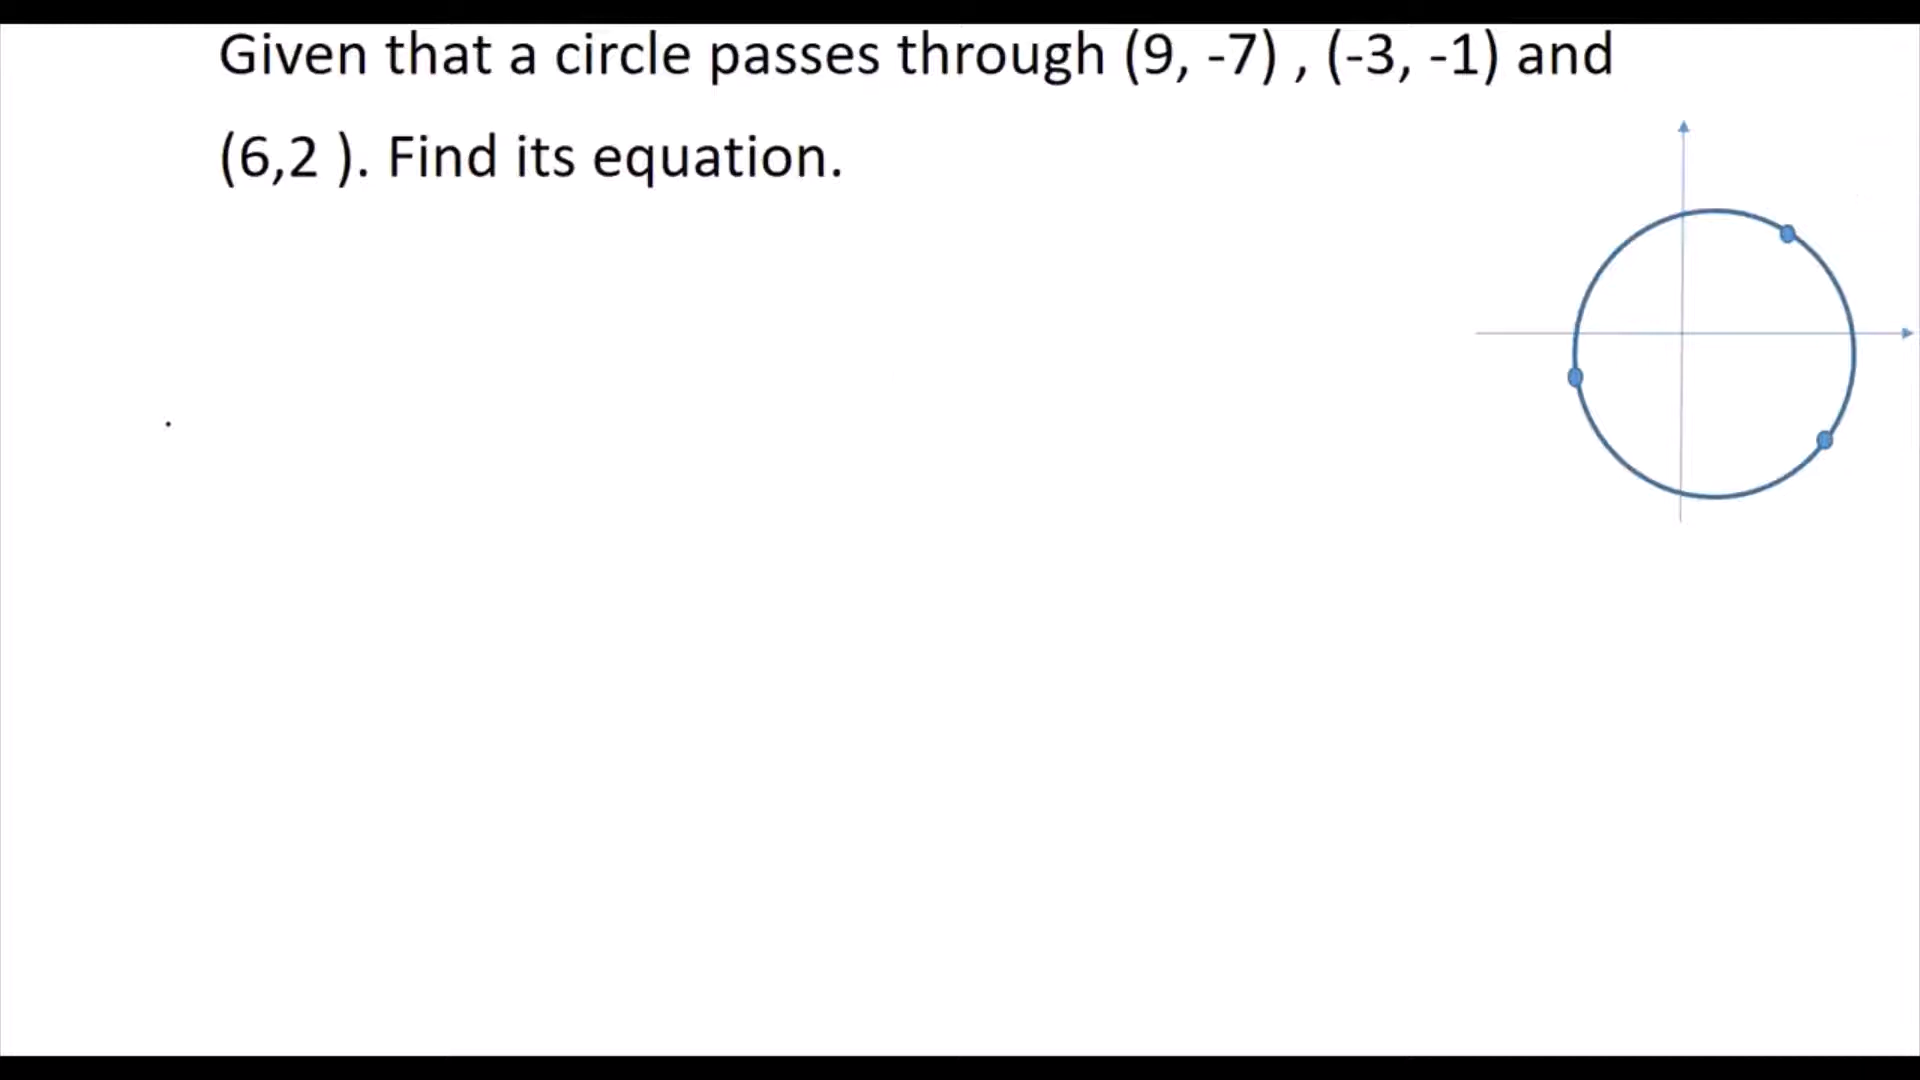 Given that a circle passes through (9, -7) , (-3, -1) and
(6,2 ). Find its equation.